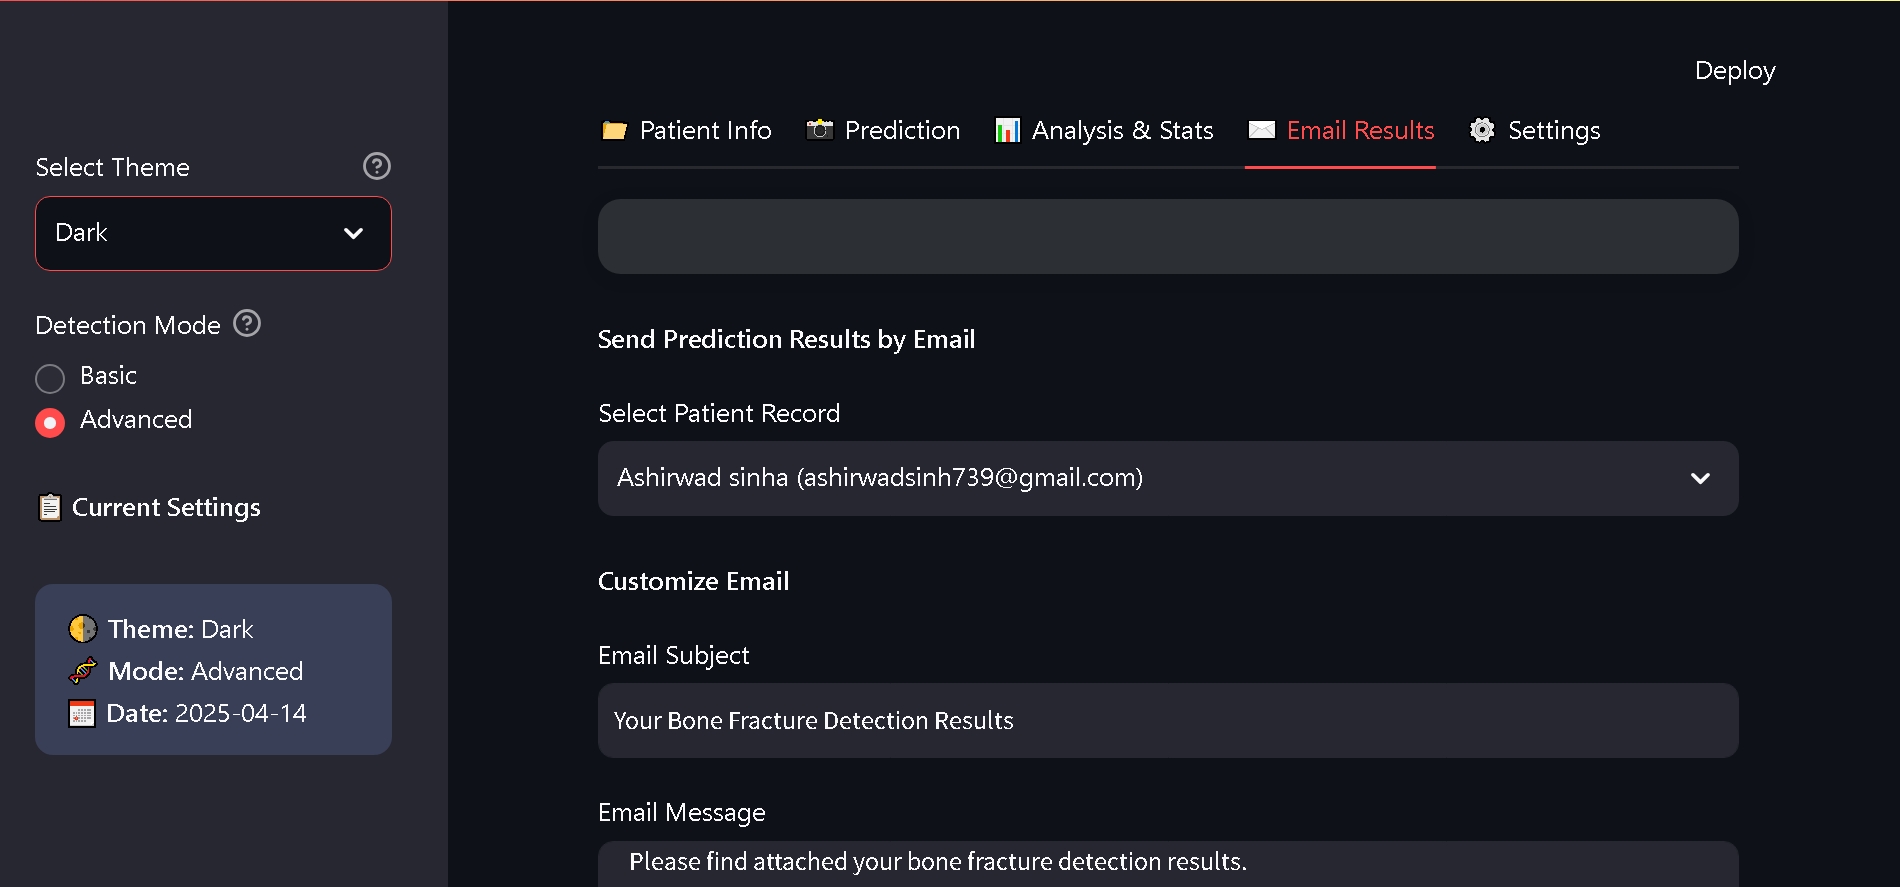 Deploy
Select Theme
Dark
Detection Mode
Basic
Advanced
Current Settings
Theme: Dark
Mode: Advanced
Date: 2025-04-14
Patient Info
Prediction
Analysis & Stats
Email Results
Settings
Send Prediction Results by Email
Select Patient Record
Ashirwad sinha (ashirwadsinh739@gmail.com)
Customize Email
Email Subject
Your Bone Fracture Detection Results
Email Message
Please find attached your bone fracture detection results.